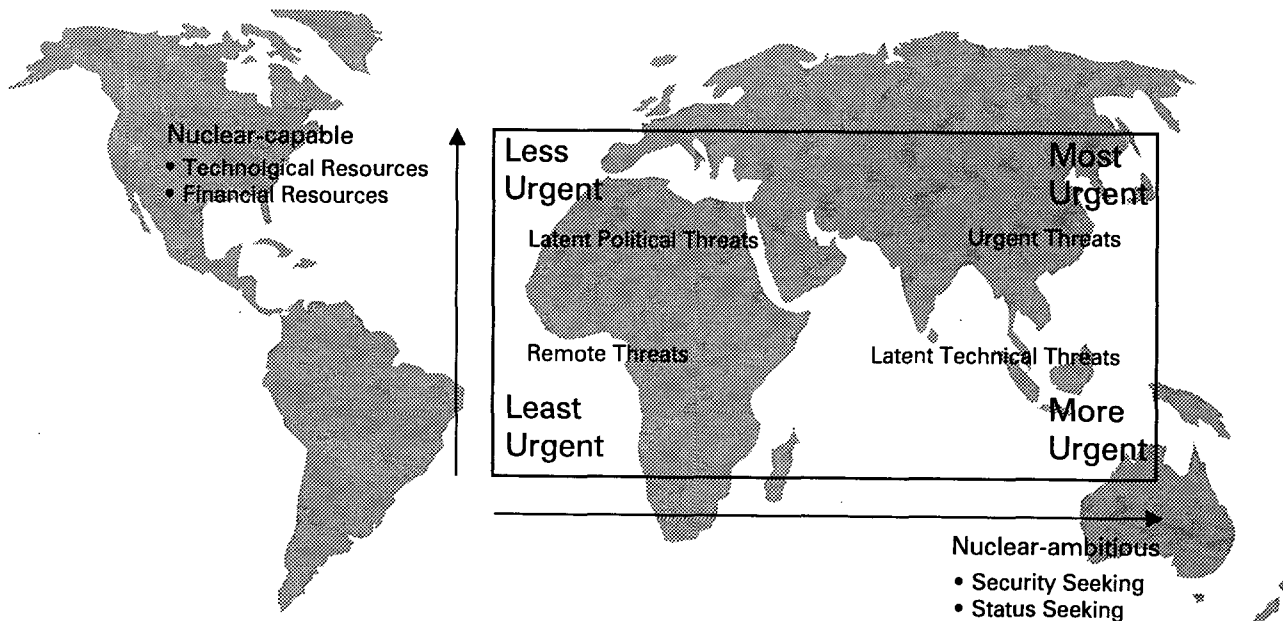 Nuclear-capable
• Technolgical Resources
• Financial Resources
Less
Urgent
Most
Urgent
Latent Political Threats
Urgent Threats
Remote Threats
Latent Technical Threats
Least
Urgent
More
Urgent
Nuclear-ambitious
• Security Seeking
• Status Seeking